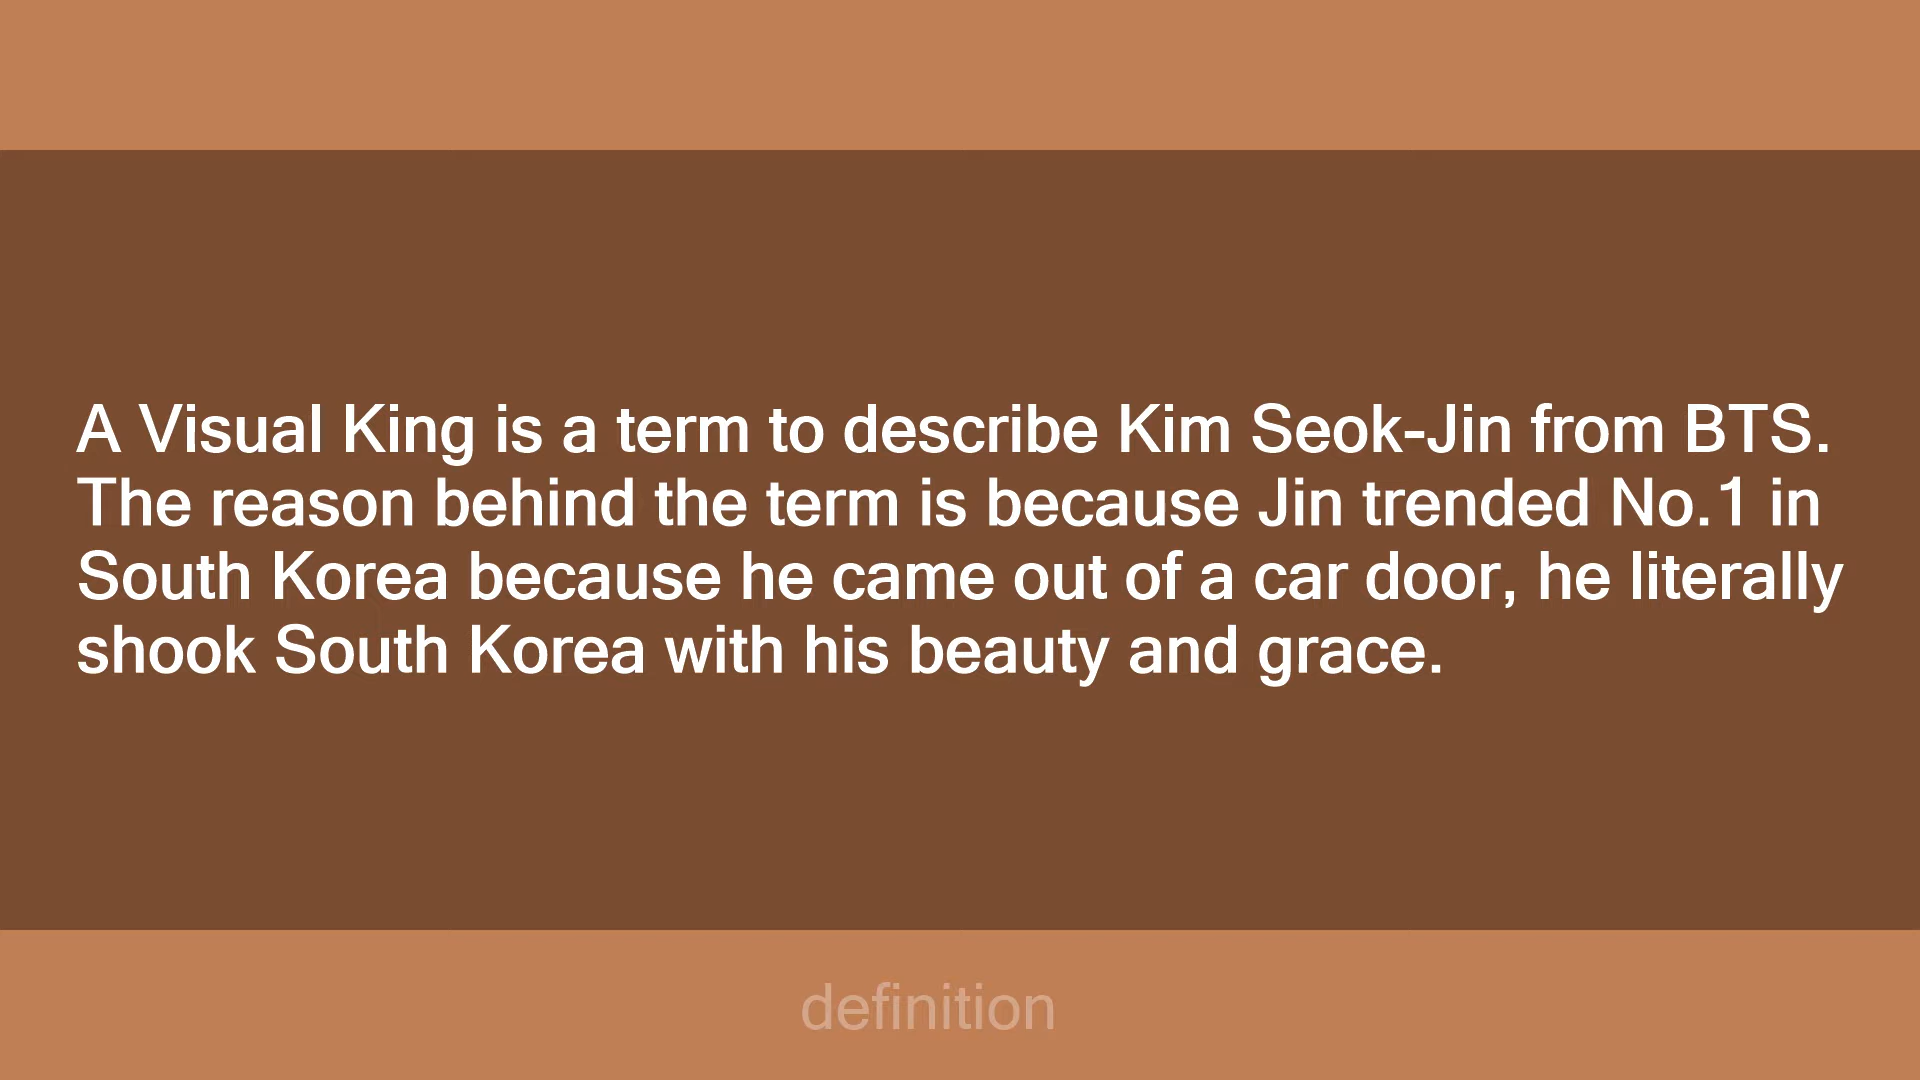 A Visual King is a term to describe Kim Seok-Jin from BTS.
The reason behind the term is because Jin trended No.1 in
South Korea because he came out of a car door, he literally
shook South Korea with his beauty and grace.
definition